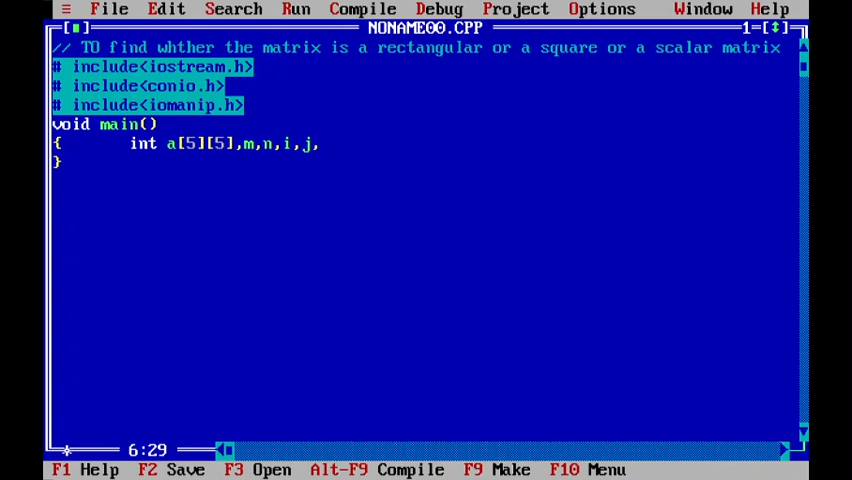 ≡ File Edit Search Run Compile Debug Project Options Window Help
[■] NONAME00.CPP 1=[↕]
// TO find whther the matrix is a rectangular or a square or a scalar matrix
# include<iostream.h>
# include<conio.h>
# include<iomanip.h>
void main()
{ int a[5][5],m,n,i,j,
}
* 6:29
F1 Help F2 Save F3 Open Alt-F9 Compile F9 Make F10 Menu